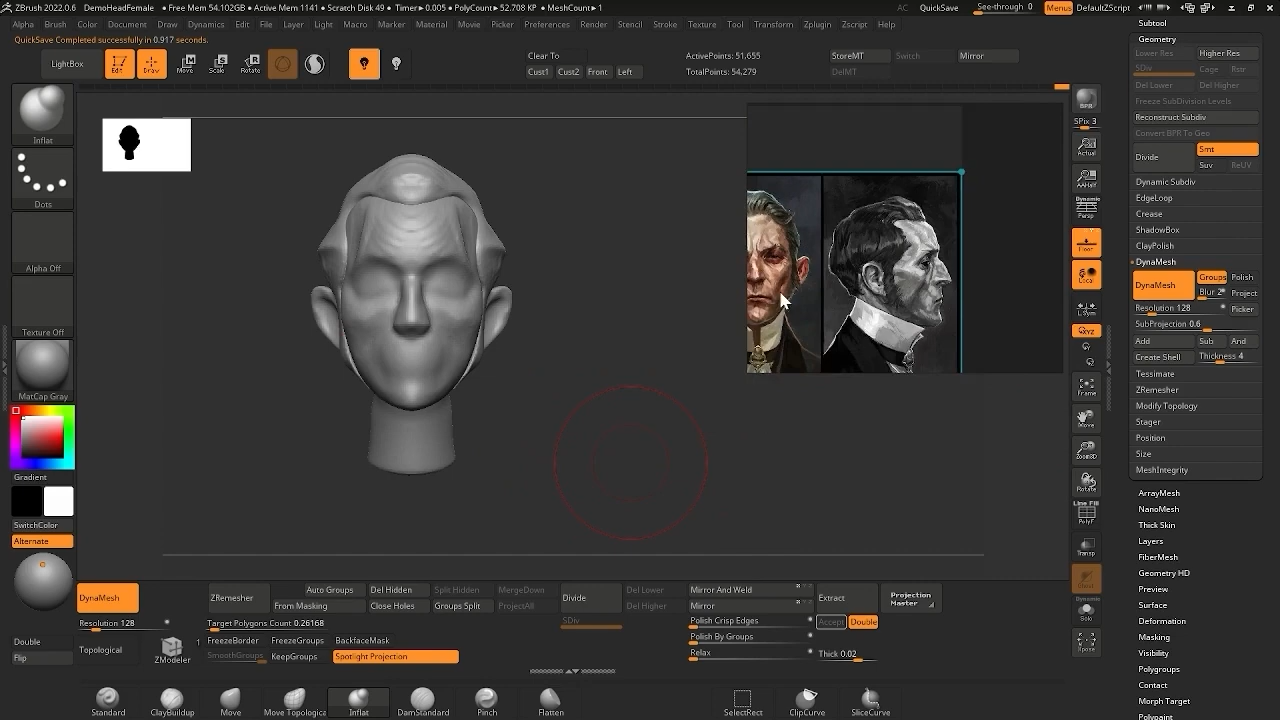 ZBrush 2022.0.6 DemoHeadFemale • Free Mem 54.102GB • Active Mem 1141 • Scratch Disk 49 • Timer▸0.005 • PolyCount▸52.708 KP • MeshCount▸1 AC QuickSave See-through 0 Menus DefaultZScript
Alpha Brush Color Document Draw Dynamics Edit File Layer Light Macro Marker Material Movie Picker Preferences Render Stencil Stroke Texture Tool Transform Zplugin Zscript Help
QuickSave Completed successfully in 0.917 seconds.
LightBox
Edit
Draw
Move
Scale
Rotate
Clear To
Cust1 Cust2 Front Left
ActivePoints: 51,655
TotalPoints: 54,279
StoreMT Switch Mirror
DelMT
Inflat
Dots
Alpha Off
Texture Off
MatCap Gray
Gradient
SwitchColor
Alternate
Double
Flip
BPR
SPix 3
Actual
AAHalf
Dynamic
Persp
Floor
Local
L.Sym
Qxyz
Frame
Move
Zoom3D
Rotate
Line Fill
PolyF
Transp
Ghost
Dynamic
Solo
Xpose
Subtool
Geometry
Lower Res Higher Res
SDiv Cage Rstr
Del Lower Del Higher
Freeze SubDivision Levels
Reconstruct Subdiv
Convert BPR To Geo
Divide Smt
Suv ReUV
Dynamic Subdiv
EdgeLoop
Crease
ShadowBox
ClayPolish
DynaMesh
DynaMesh Groups Polish
Blur 2 Project
Resolution 128 Picker
SubProjection 0.6
Add Sub And
Create Shell Thickness 4
Tessimate
ZRemesher
Modify Topology
Stager
Position
Size
MeshIntegrity
ArrayMesh
NanoMesh
Thick Skin
Layers
FiberMesh
Geometry HD
Preview
Surface
Deformation
Masking
Visibility
Polygroups
Contact
Morph Target
Polypaint
DynaMesh
Resolution 128
Topological
ZModeler
1
ZRemesher
Auto Groups Del Hidden Split Hidden MergeDown
From Masking Close Holes Groups Split ProjectAll
Target Polygons Count 0.26168
FreezeBorder FreezeGroups BackfaceMask
SmoothGroups KeepGroups Spotlight Projection
Divide
SDiv
Del Lower
Del Higher
Mirror And Weld
Mirror
Polish Crisp Edges
Polish By Groups
Relax
Extract
Accept Double
Thick 0.02
Projection
Master
Standard ClayBuildup Move Move Topologica Inflat DamStandard Pinch Flatten SelectRect ClipCurve SliceCurve